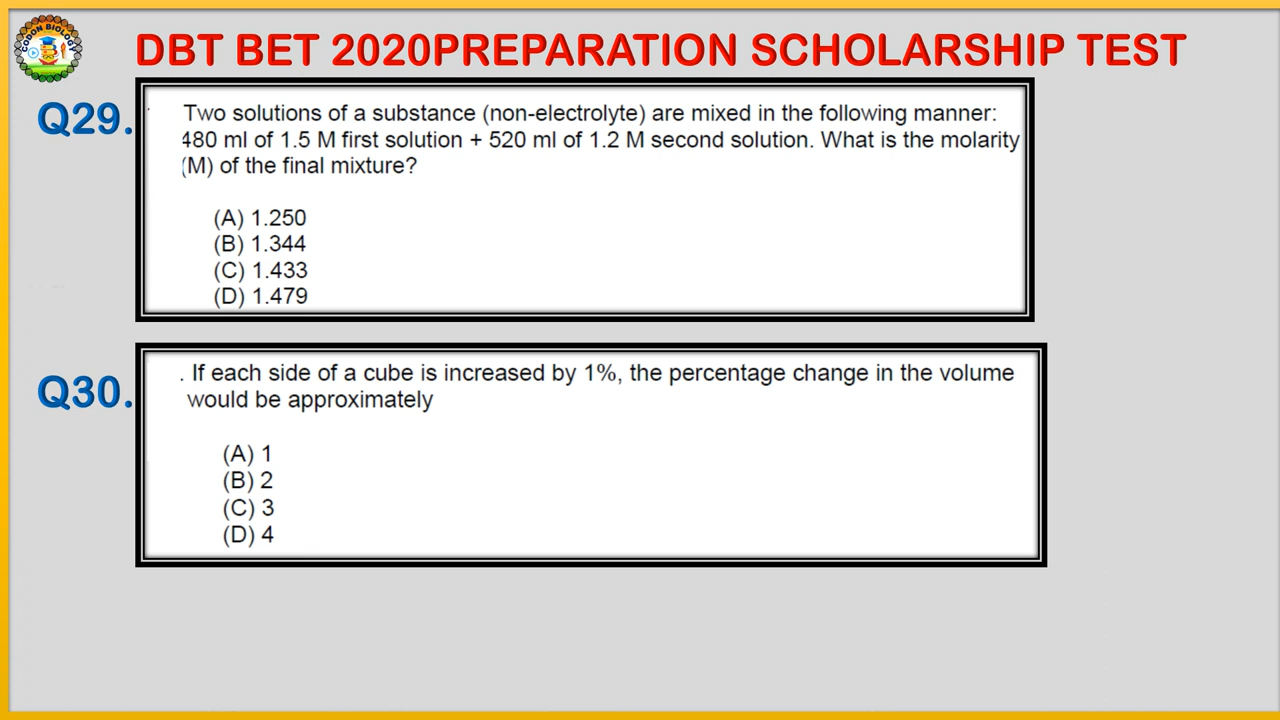 CODON BIOLOGY
DBT BET 2020PREPARATION SCHOLARSHIP TEST
Q29.
Two solutions of a substance (non-electrolyte) are mixed in the following manner:
480 ml of 1.5 M first solution + 520 ml of 1.2 M second solution. What is the molarity
(M) of the final mixture?
(A) 1.250
(B) 1.344
(C) 1.433
(D) 1.479
Q30.
. If each side of a cube is increased by 1%, the percentage change in the volume
would be approximately
(A) 1
(B) 2
(C) 3
(D) 4